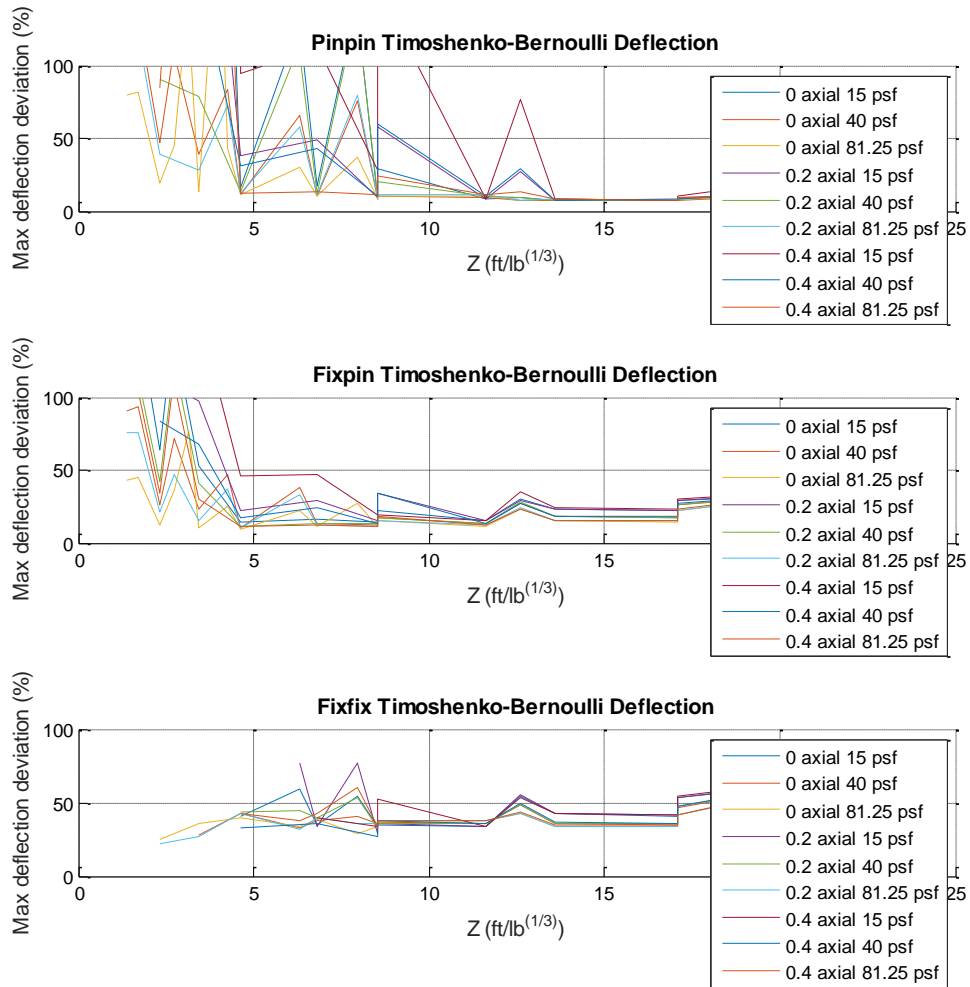 Pinpin Timoshenko-Bernoulli Deflection
Max deflection deviation (%)
100
50
0
0 5 10 15 25
Z (ft/lb^(1/3))
0 axial 15 psf
0 axial 40 psf
0 axial 81.25 psf
0.2 axial 15 psf
0.2 axial 40 psf
0.2 axial 81.25 psf
0.4 axial 15 psf
0.4 axial 40 psf
0.4 axial 81.25 psf
Fixpin Timoshenko-Bernoulli Deflection
Max deflection deviation (%)
100
50
0
0 5 10 15 25
Z (ft/lb^(1/3))
0 axial 15 psf
0 axial 40 psf
0 axial 81.25 psf
0.2 axial 15 psf
0.2 axial 40 psf
0.2 axial 81.25 psf
0.4 axial 15 psf
0.4 axial 40 psf
0.4 axial 81.25 psf
Fixfix Timoshenko-Bernoulli Deflection
Max deflection deviation (%)
100
50
0
0 5 10 15 25
Z (ft/lb^(1/3))
0 axial 15 psf
0 axial 40 psf
0 axial 81.25 psf
0.2 axial 15 psf
0.2 axial 40 psf
0.2 axial 81.25 psf
0.4 axial 15 psf
0.4 axial 40 psf
0.4 axial 81.25 psf